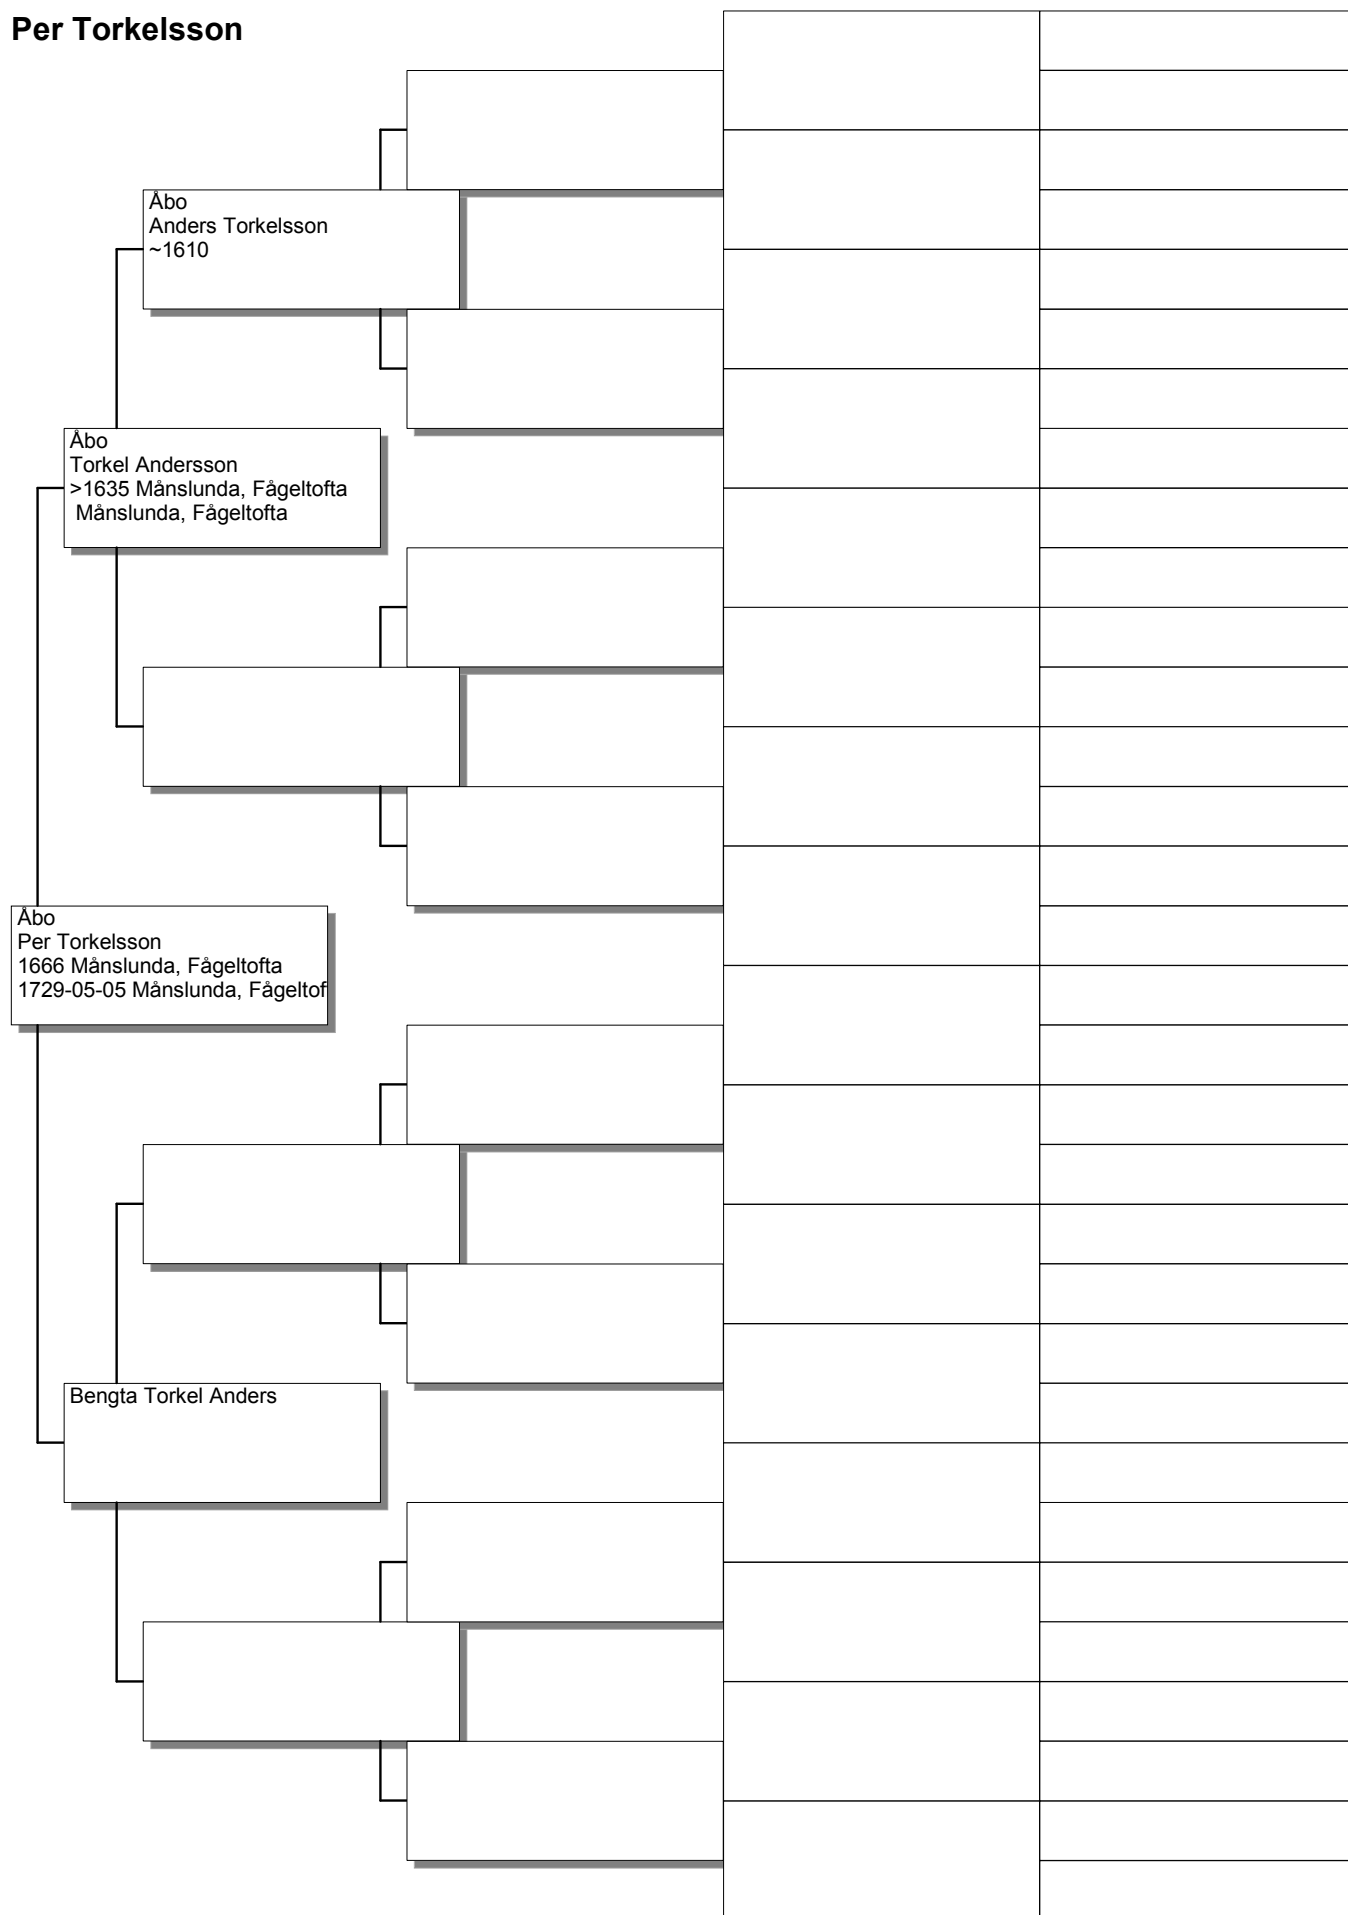 Per Torkelsson
Åbo
Anders Torkelsson
~1610
Åbo
Torkel Andersson
>1635 Månslunda, Fågeltofta
Månslunda, Fågeltofta
Åbo
Per Torkelsson
1666 Månslunda, Fågeltofta
1729-05-05 Månslunda, Fågeltof
Bengta Torkel Anders